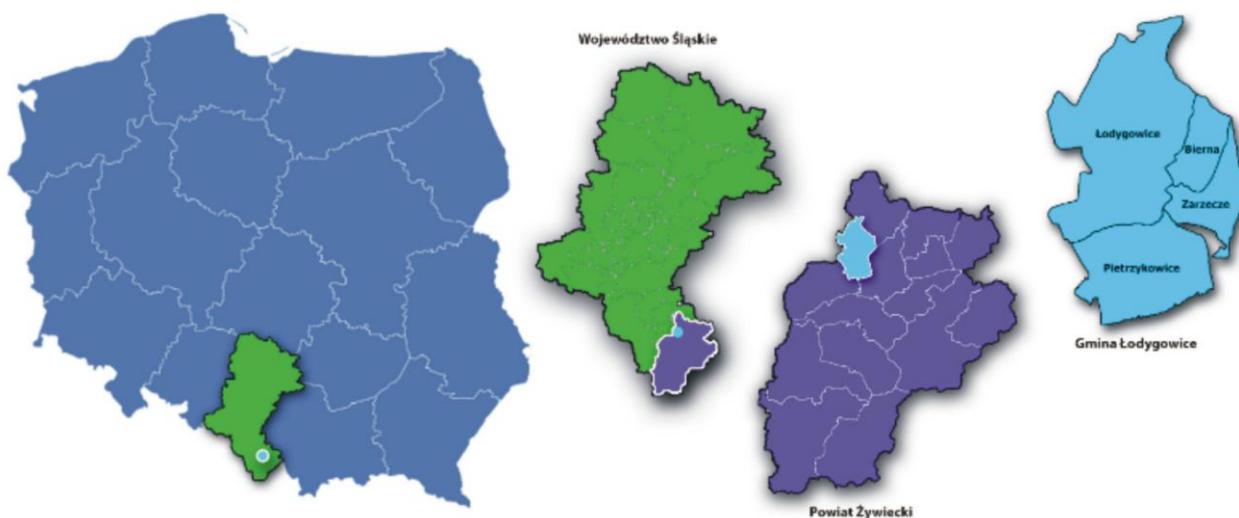 Województwo Śląskie
Łodygowice
Bierna
Zarzecze
Pietrzykowice
Gmina Łodygowice
Powiat Żywiecki